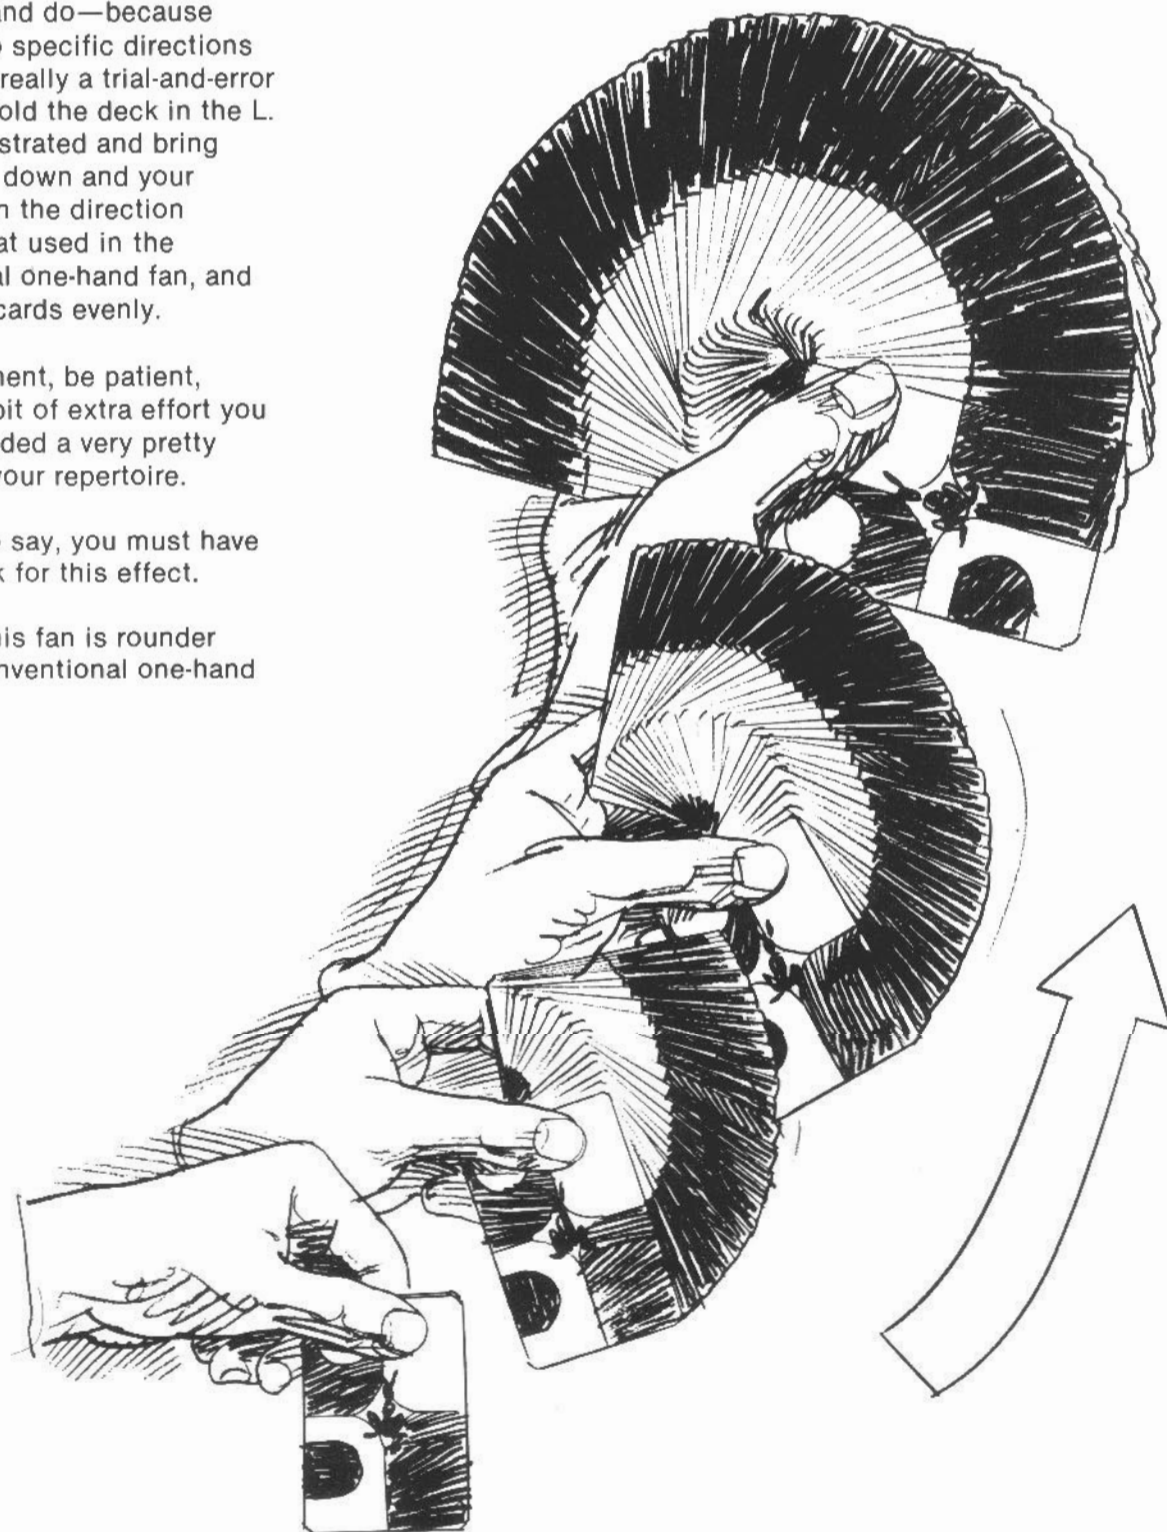 and do—because
specific directions
really a trial-and-error
old the deck in the L.
strated and bring
down and your
n the direction
at used in the
al one-hand fan, and
cards evenly.
ment, be patient,
bit of extra effort you
ded a very pretty
your repertoire.
say, you must have
k for this effect.
his fan is rounder
nventional one-hand